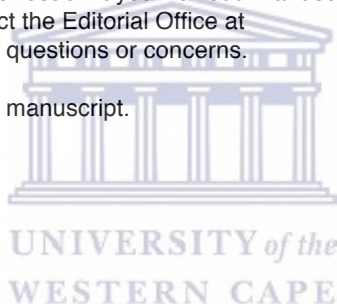 ct the Editorial Office at
questions or concerns.
manuscript.
UNIVERSITY of the
WESTERN CAPE